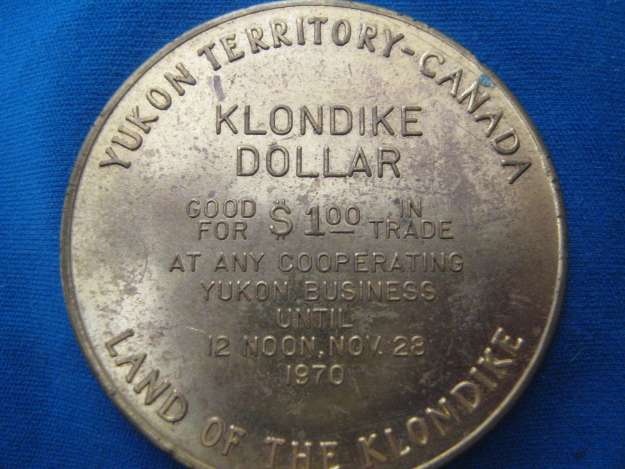 YUKON TERRITORY-CANADA
KLONDIKE
DOLLAR
GOOD FOR $1.00 IN TRADE
AT ANY COOPERATING
YUKON BUSINESS
UNTIL
12 NOON, NOV. 28
1970
LAND OF THE KLONDIKE